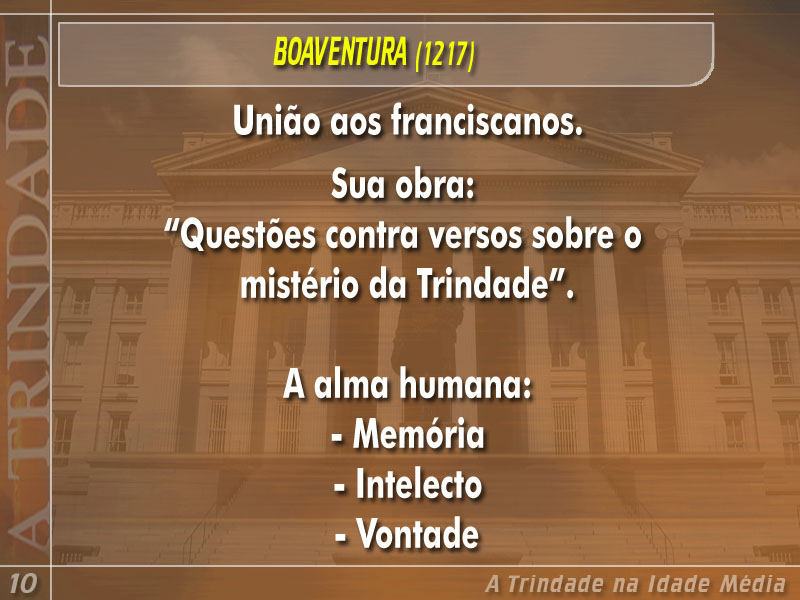 BOAVENTURA (1217)
União aos franciscanos.
Sua obra:
“Questões contra versos sobre o
mistério da Trindade”.
A alma humana:
- Memória
- Intelecto
- Vontade
A TRINDADE
10
A Trindade na Idade Média